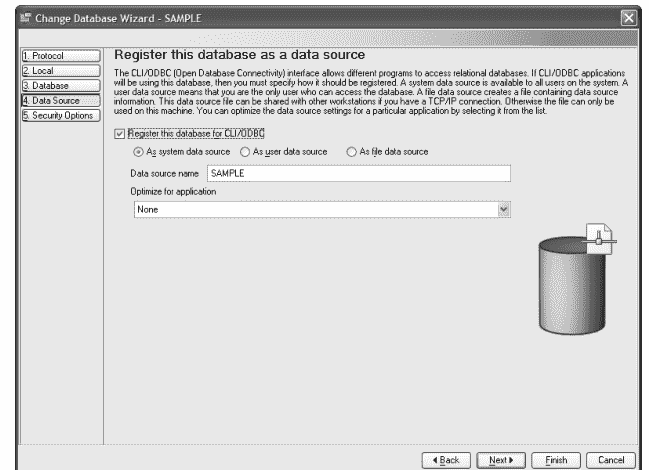 Change Database Wizard - SAMPLE
1. Protocol
2. Local
3. Database
4. Data Source
5. Security Options
Register this database as a data source
The CLI/ODBC (Open Database Connectivity) interface allows different programs to access relational databases. If CLI/ODBC applications
will be using this database, then you must specify how it should be registered. A system data source is available to all users on the system. A
user data source means that you are the only user who can access the database. A file data source creates a file containing data source
information. This data source file can be shared with other workstations if you have a TCP/IP connection. Otherwise the file can only be
used on this machine. You can optimize the data source settings for a particular application by selecting it from the list.
Register this database for CLI/ODBC
As system data source As user data source As file data source
Data source name SAMPLE
Optimize for application
None
Back Next Finish Cancel